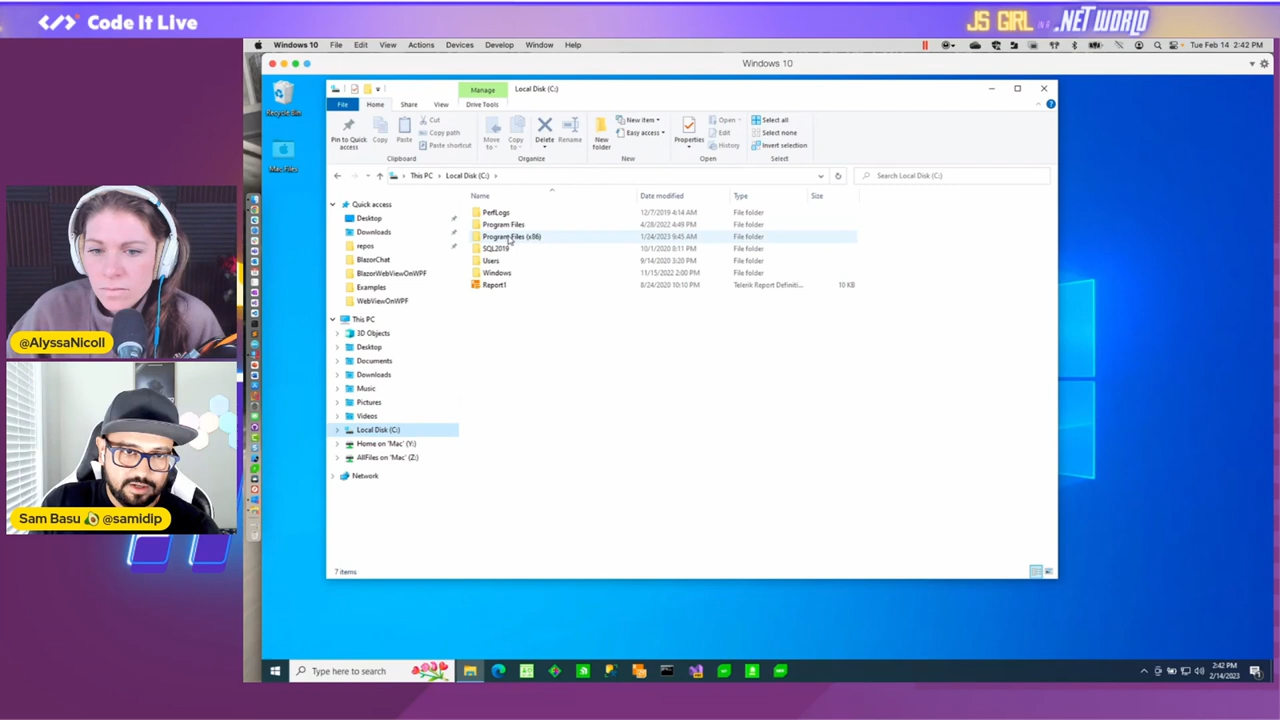 </> Code It Live
JS GIRL IN A .NET WORLD
Windows 10 File Edit View Actions Devices Develop Window Help
Tue Feb 14 2:42 PM
Windows 10
Recycle Bin
Mac Files
Manage
Local Disk (C:)
File Home Share View Drive Tools
Pin to Quick access
Copy
Paste
Cut
Copy path
Paste shortcut
Move to
Copy to
Delete
Rename
New folder
New item
Easy access
Properties
Open
Edit
History
Select all
Select none
Invert selection
Clipboard Organize New Open Select
This PC › Local Disk (C:) ›
Search Local Disk (C:)
Name Date modified Type Size
PerfLogs 12/7/2019 4:14 AM File folder
Program Files 4/28/2022 4:49 PM File folder
Program Files (x86) 1/24/2023 9:45 AM File folder
SQL2019 10/1/2020 8:11 PM File folder
Users 9/14/2020 3:20 PM File folder
Windows 11/15/2022 2:00 PM File folder
Report1 8/24/2020 10:10 PM Telerik Report Definiti... 10 KB
Quick access
Desktop
Downloads
repos
BlazorChat
BlazorWebViewOnWPF
Examples
WebViewOnWPF
This PC
3D Objects
Desktop
Documents
Downloads
Music
Pictures
Videos
Local Disk (C:)
Home on 'Mac' (Y:)
AllFiles on 'Mac' (Z:)
Network
7 items
@AlyssaNicoll
Sam Basu 🥑 @samidip
Type here to search
2:42 PM
2/14/2023